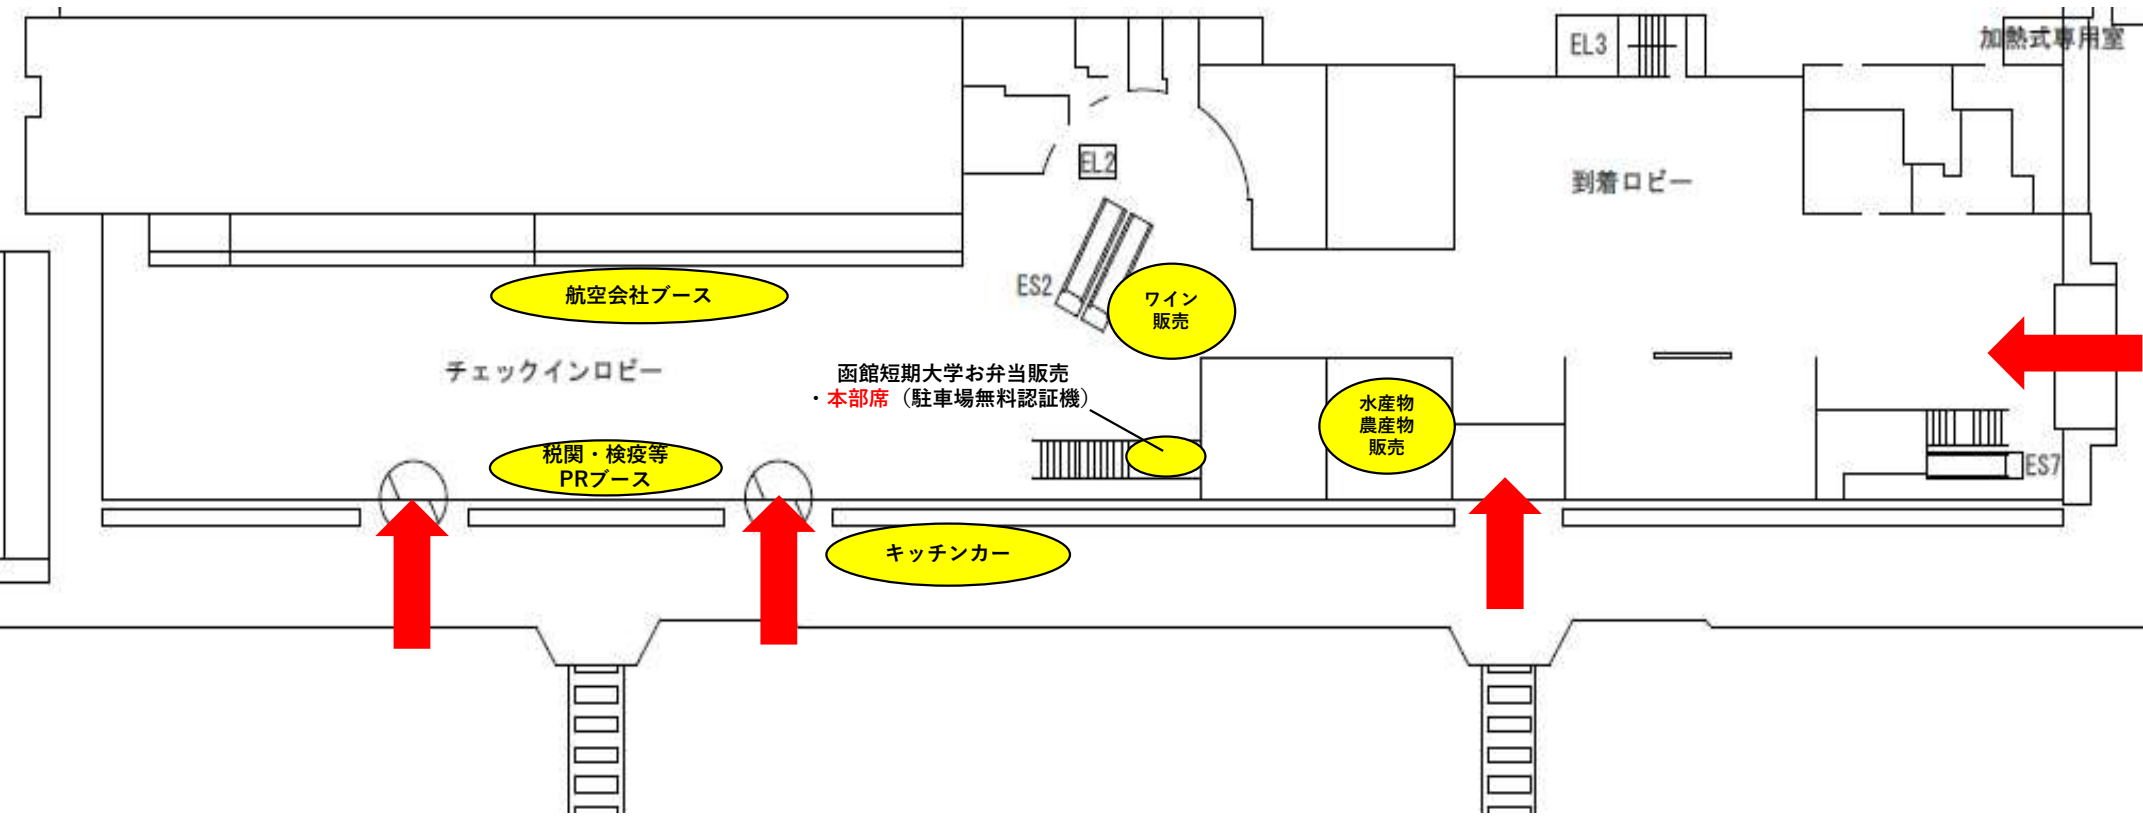 EL3
加熱式専用室
EL2
到着ロビー
ES2
航空会社ブース
ワイン
販売
チェックインロビー
函館短期大学お弁当販売
・本部席（駐車場無料認証機）
水産物
農産物
販売
税関・検疫等
PRブース
ES7
キッチンカー